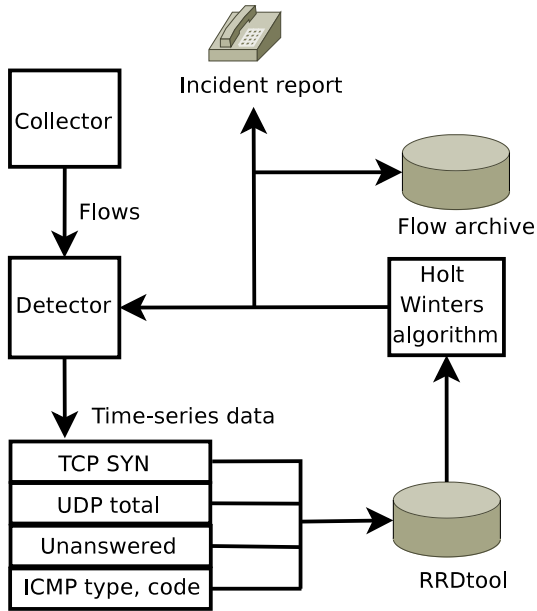 Incident report
Collector
Flows
Flow archive
Detector
Holt
Winters
algorithm
Time-series data
TCP SYN
UDP total
Unanswered
ICMP type, code
RRDtool